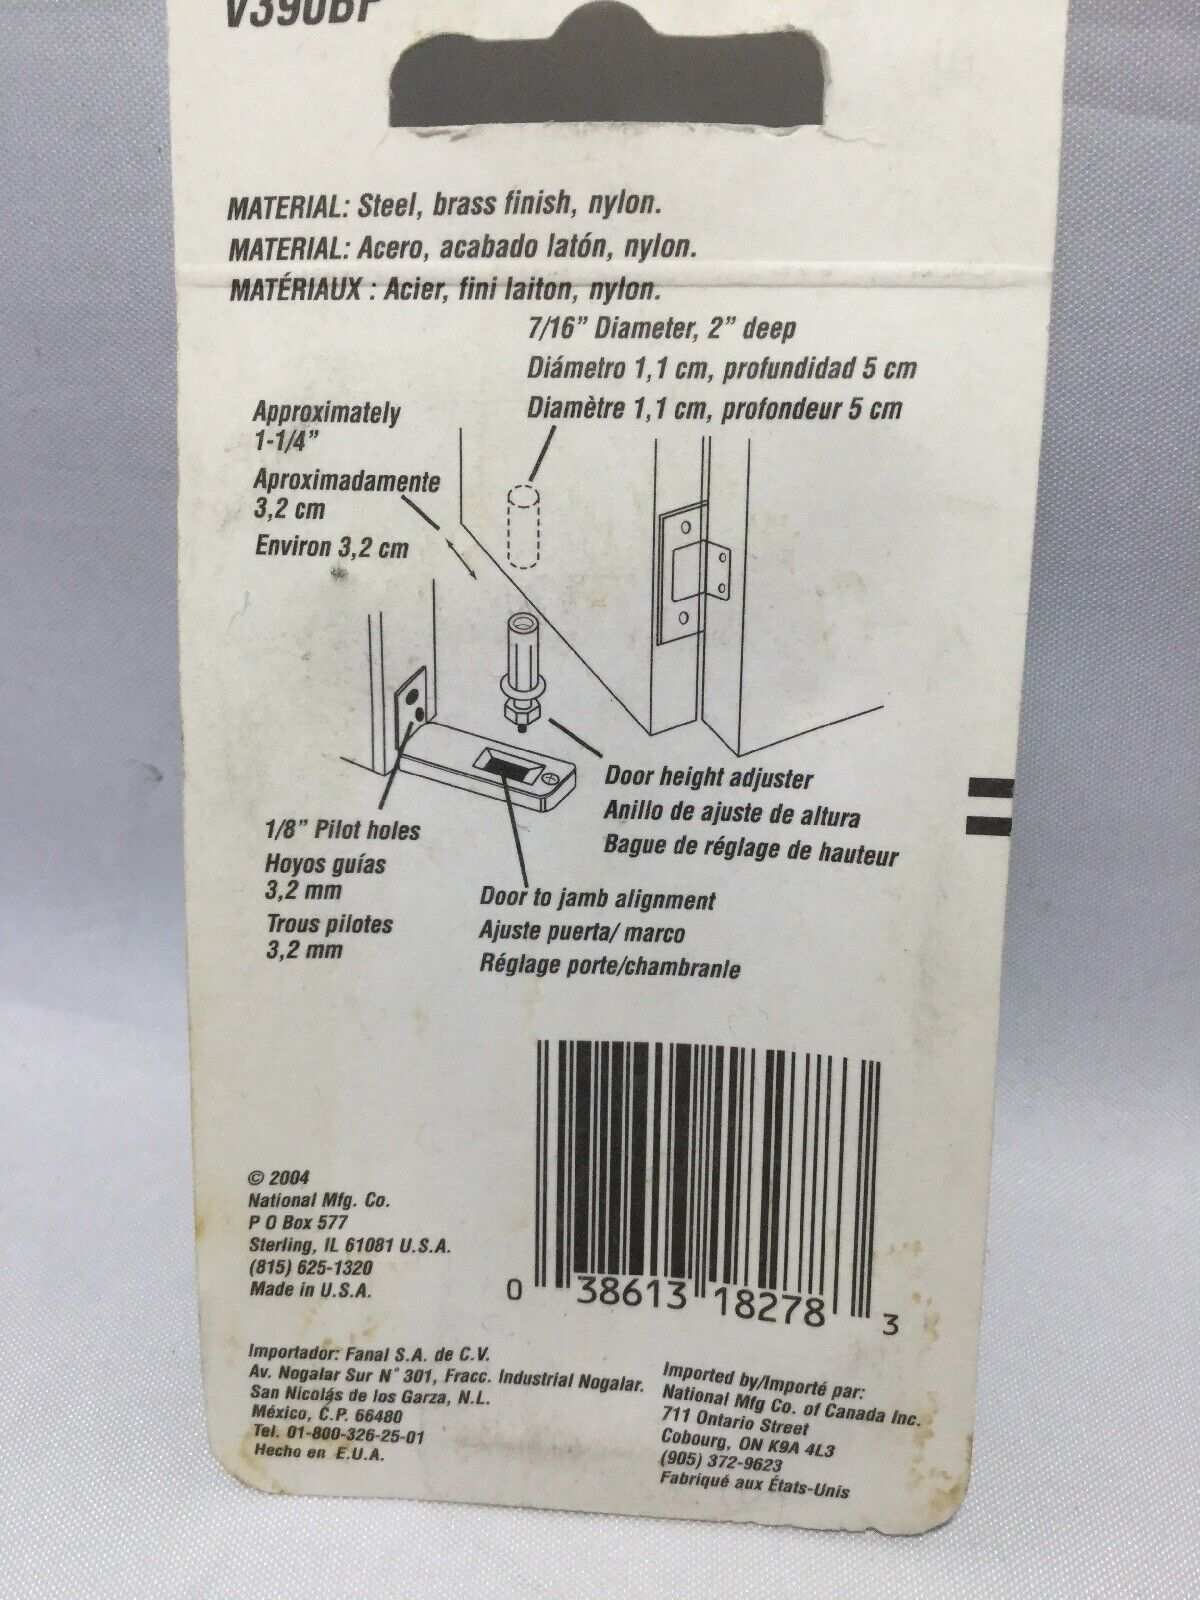 V390BP
MATERIAL: Steel, brass finish, nylon.
MATERIAL: Acero, acabado latón, nylon.
MATÉRIAUX : Acier, fini laiton, nylon.
7/16” Diameter, 2” deep
Diámetro 1,1 cm, profundidad 5 cm
Diamètre 1,1 cm, profondeur 5 cm
Approximately
1-1/4”
Aproximadamente
3,2 cm
Environ 3,2 cm
Door height adjuster
Anillo de ajuste de altura
Bague de réglage de hauteur
1/8” Pilot holes
Hoyos guías
3,2 mm
Trous pilotes
3,2 mm
Door to jamb alignment
Ajuste puerta/ marco
Réglage porte/chambranle
© 2004
National Mfg. Co.
P O Box 577
Sterling, IL 61081 U.S.A.
(815) 625-1320
Made in U.S.A.
0 38613 18278 3
Importador: Fanal S.A. de C.V.
Av. Nogalar Sur N° 301, Fracc. Industrial Nogalar.
San Nicolás de los Garza, N.L.
México, C.P. 66480
Tel. 01-800-326-25-01
Hecho en E.U.A.
Imported by/Importé par:
National Mfg Co. of Canada Inc.
711 Ontario Street
Cobourg, ON K9A 4L3
(905) 372-9623
Fabriqué aux États-Unis